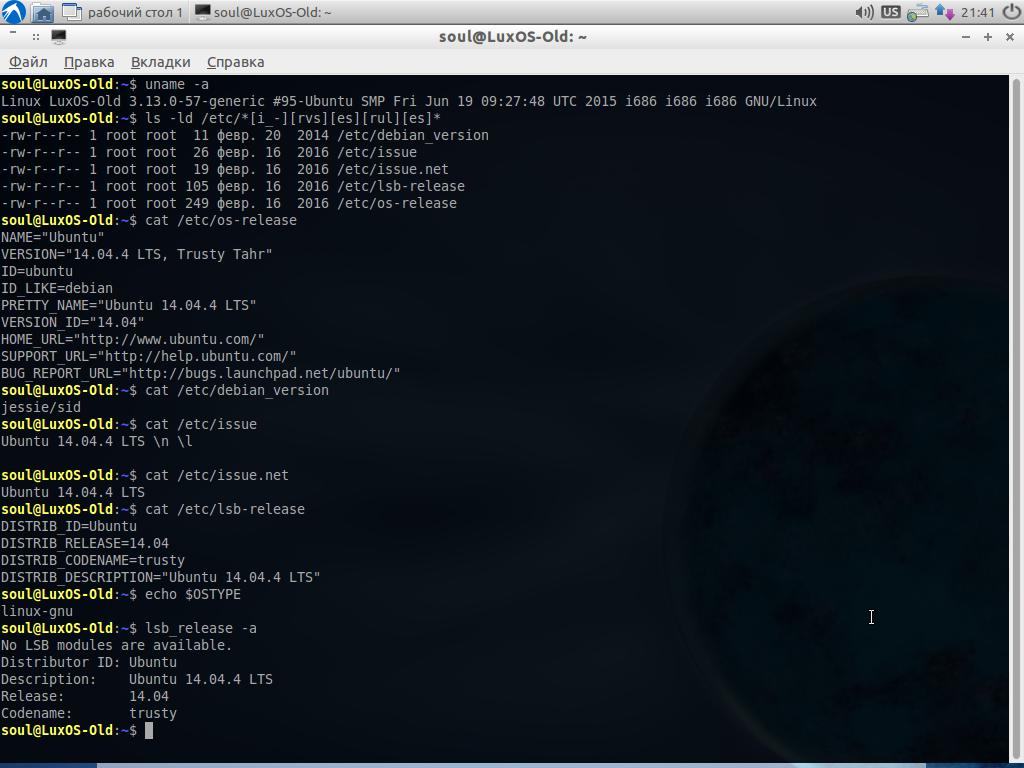 рабочий стол 1 soul@LuxOS-Old: ~ US 21:41
soul@LuxOS-Old: ~
Файл Правка Вкладки Справка
soul@LuxOS-Old:~$ uname -a
Linux LuxOS-Old 3.13.0-57-generic #95-Ubuntu SMP Fri Jun 19 09:27:48 UTC 2015 i686 i686 i686 GNU/Linux
soul@LuxOS-Old:~$ ls -ld /etc/*[i_-][rvs][es][rul][es]*
-rw-r--r-- 1 root root  11 февр. 20  2014 /etc/debian_version
-rw-r--r-- 1 root root  26 февр. 16  2016 /etc/issue
-rw-r--r-- 1 root root  19 февр. 16  2016 /etc/issue.net
-rw-r--r-- 1 root root 105 февр. 16  2016 /etc/lsb-release
-rw-r--r-- 1 root root 249 февр. 16  2016 /etc/os-release
soul@LuxOS-Old:~$ cat /etc/os-release
NAME="Ubuntu"
VERSION="14.04.4 LTS, Trusty Tahr"
ID=ubuntu
ID_LIKE=debian
PRETTY_NAME="Ubuntu 14.04.4 LTS"
VERSION_ID="14.04"
HOME_URL="http://www.ubuntu.com/"
SUPPORT_URL="http://help.ubuntu.com/"
BUG_REPORT_URL="http://bugs.launchpad.net/ubuntu/"
soul@LuxOS-Old:~$ cat /etc/debian_version
jessie/sid
soul@LuxOS-Old:~$ cat /etc/issue
Ubuntu 14.04.4 LTS \n \l
soul@LuxOS-Old:~$ cat /etc/issue.net
Ubuntu 14.04.4 LTS
soul@LuxOS-Old:~$ cat /etc/lsb-release
DISTRIB_ID=Ubuntu
DISTRIB_RELEASE=14.04
DISTRIB_CODENAME=trusty
DISTRIB_DESCRIPTION="Ubuntu 14.04.4 LTS"
soul@LuxOS-Old:~$ echo $OSTYPE
linux-gnu
soul@LuxOS-Old:~$ lsb_release -a
No LSB modules are available.
Distributor ID: Ubuntu
Description:    Ubuntu 14.04.4 LTS
Release:        14.04
Codename:       trusty
soul@LuxOS-Old:~$